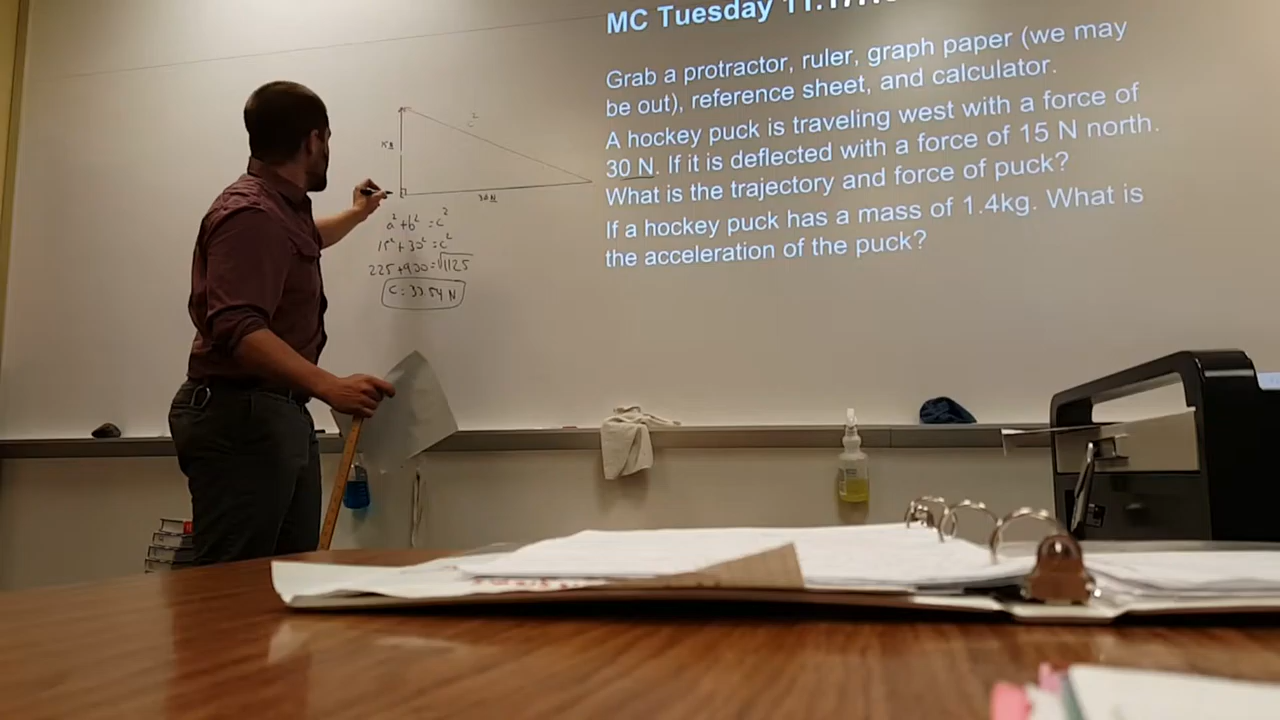 MC Tuesday
Grab a protractor, ruler, graph paper (we may
be out), reference sheet, and calculator.
A hockey puck is traveling west with a force of
30 N. If it is deflected with a force of 15 N north.
What is the trajectory and force of puck?
If a hockey puck has a mass of 1.4kg. What is
the acceleration of the puck?
c²
15 N
30 N
a² + b² = c²
15² + 30² = c²
225 + 900 = √1125
C = 33.54 N